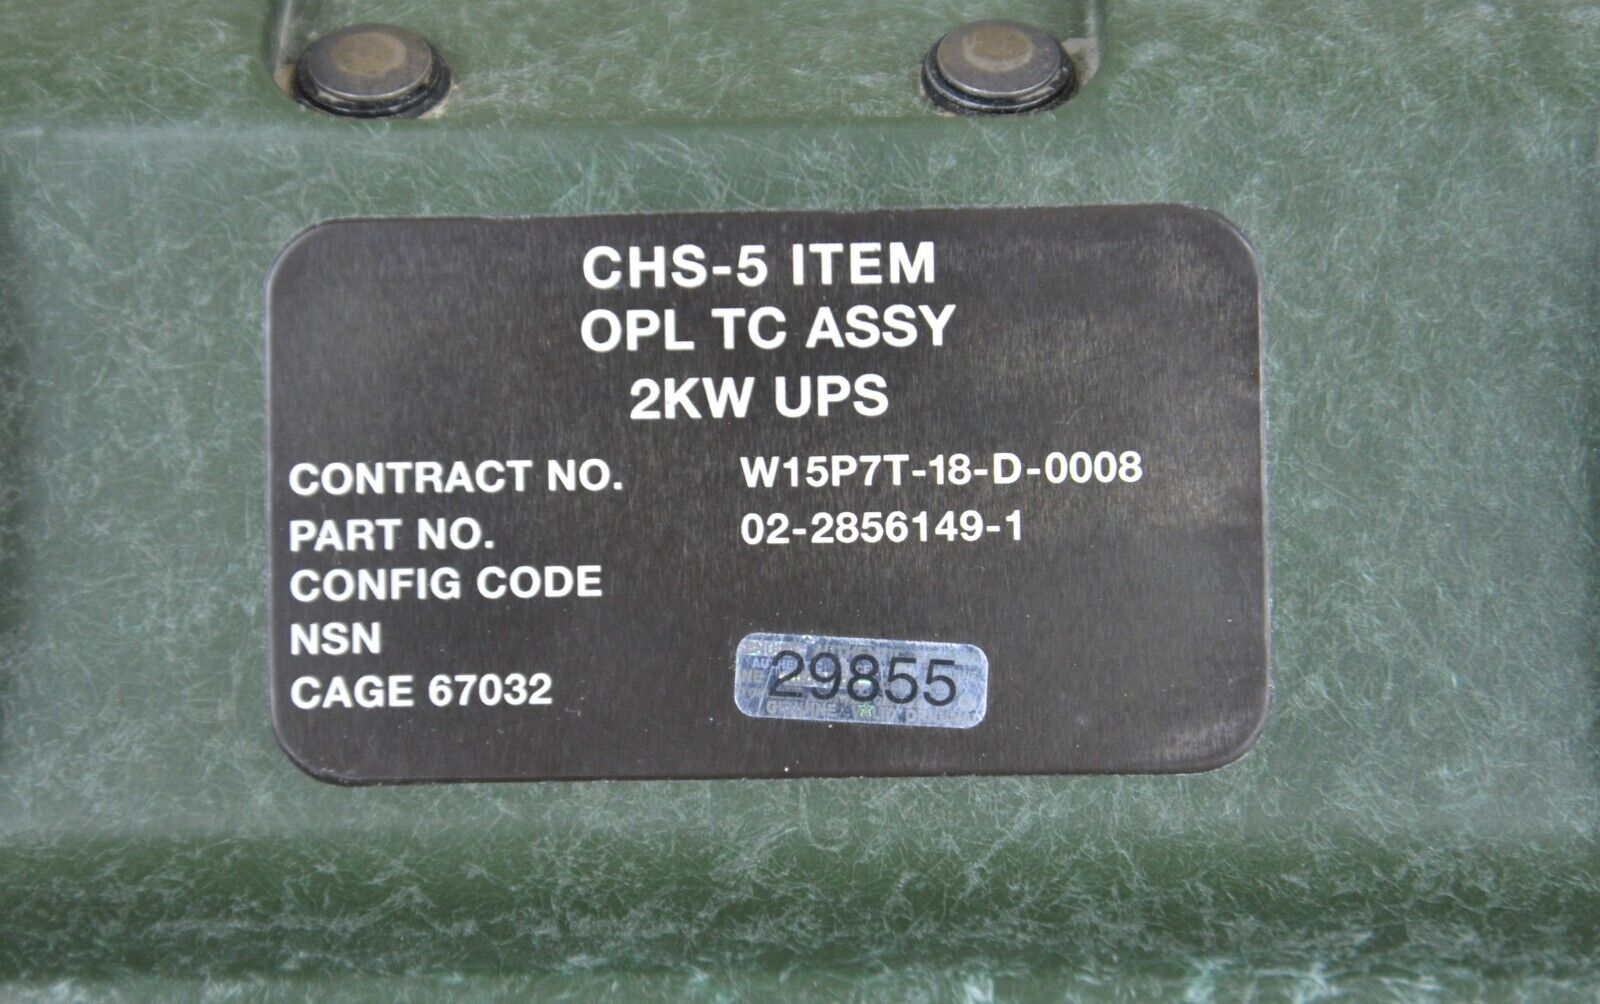 CHS-5 ITEM
OPL TC ASSY
2KW UPS
CONTRACT NO. W15P7T-18-D-0008
PART NO. 02-2856149-1
CONFIG CODE
NSN
CAGE 67032
29855
GENUINE